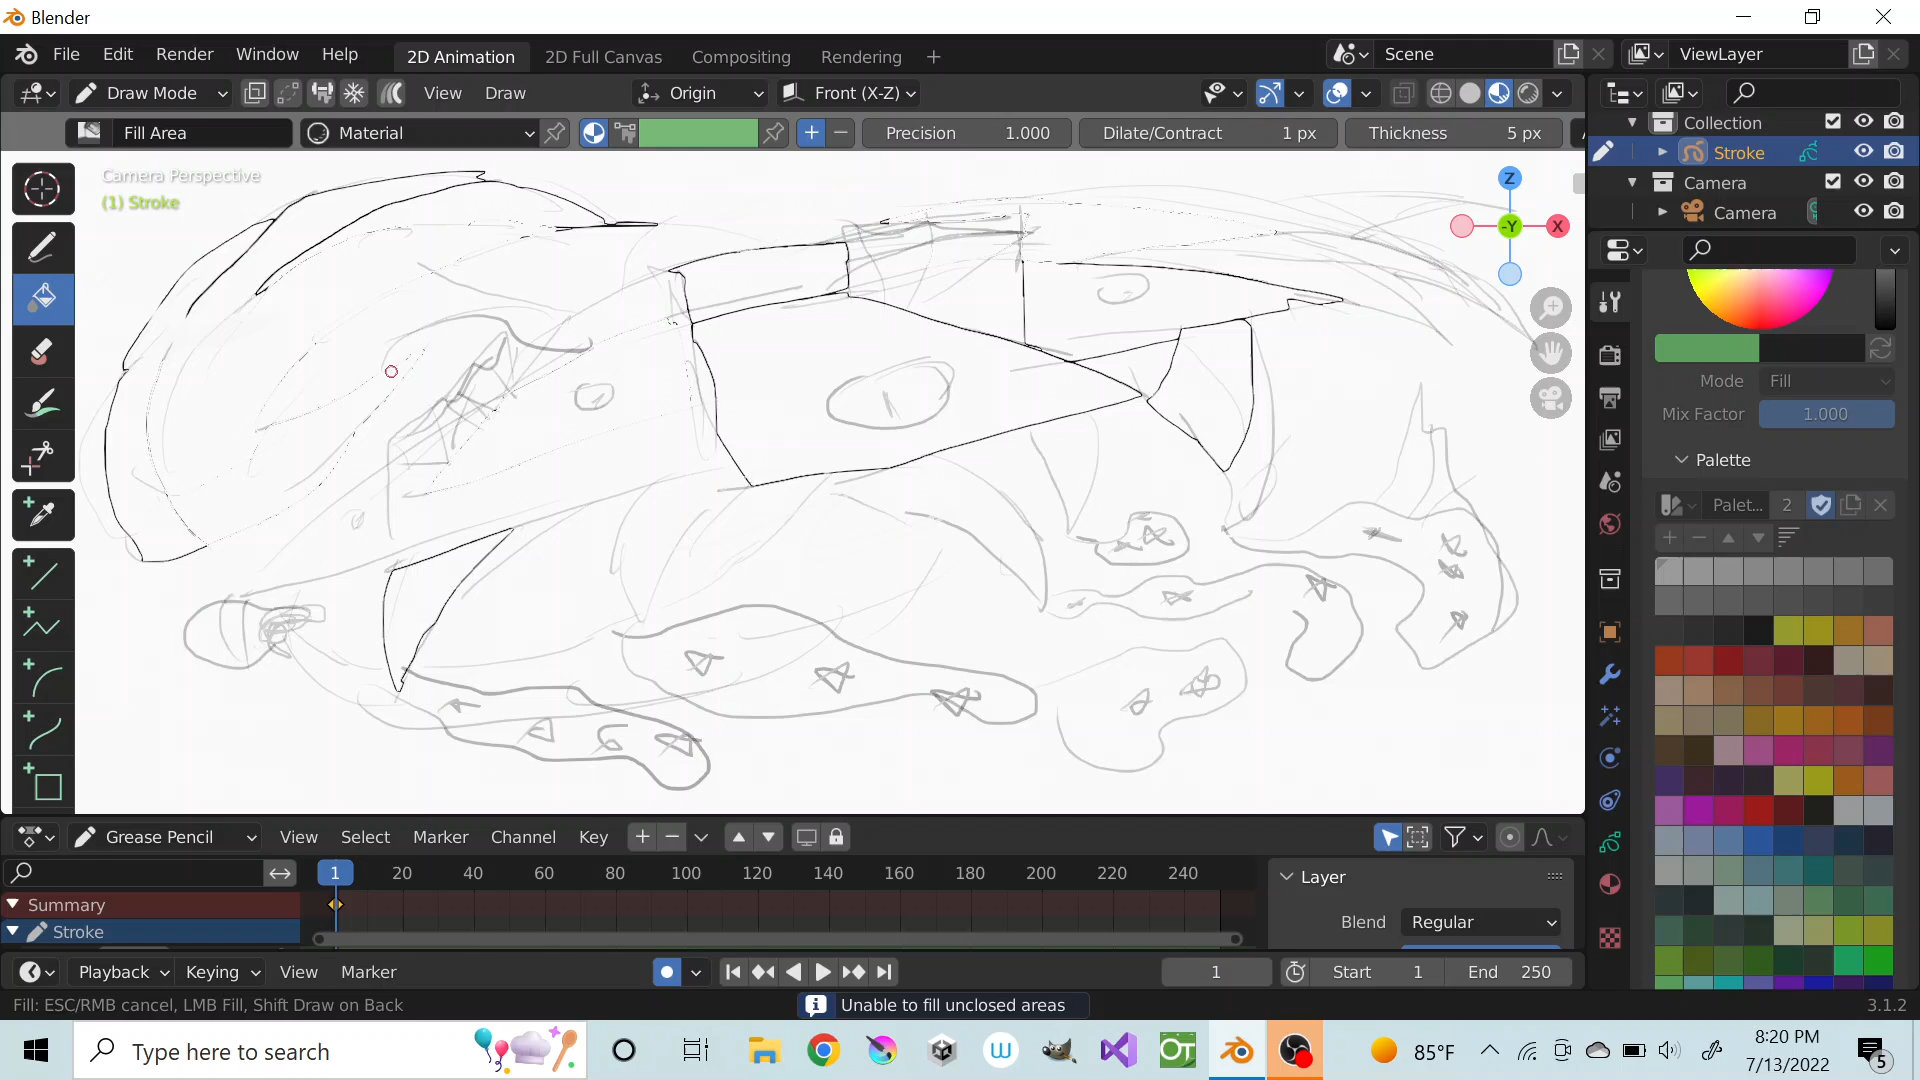 Blender
File Edit Render Window Help 2D Animation 2D Full Canvas Compositing Rendering Scene ViewLayer
Draw Mode View Draw Origin Front (X-Z)
Fill Area Material Precision 1.000 Dilate/Contract 1 px Thickness 5 px
Collection
Stroke
Camera
Camera
Camera Perspective
(1) Stroke
Z
-Y X
Mode Fill
Mix Factor 1.000
Palette
Palet... 2
Grease Pencil View Select Marker Channel Key
1 20 40 60 80 100 120 140 160 180 200 220 240
Summary
Stroke
Layer
Blend Regular
Playback Keying View Marker 1 Start 1 End 250
Fill: ESC/RMB cancel, LMB Fill, Shift Draw on Back Unable to fill unclosed areas 3.1.2
Type here to search 85°F 8:20 PM
7/13/2022 5